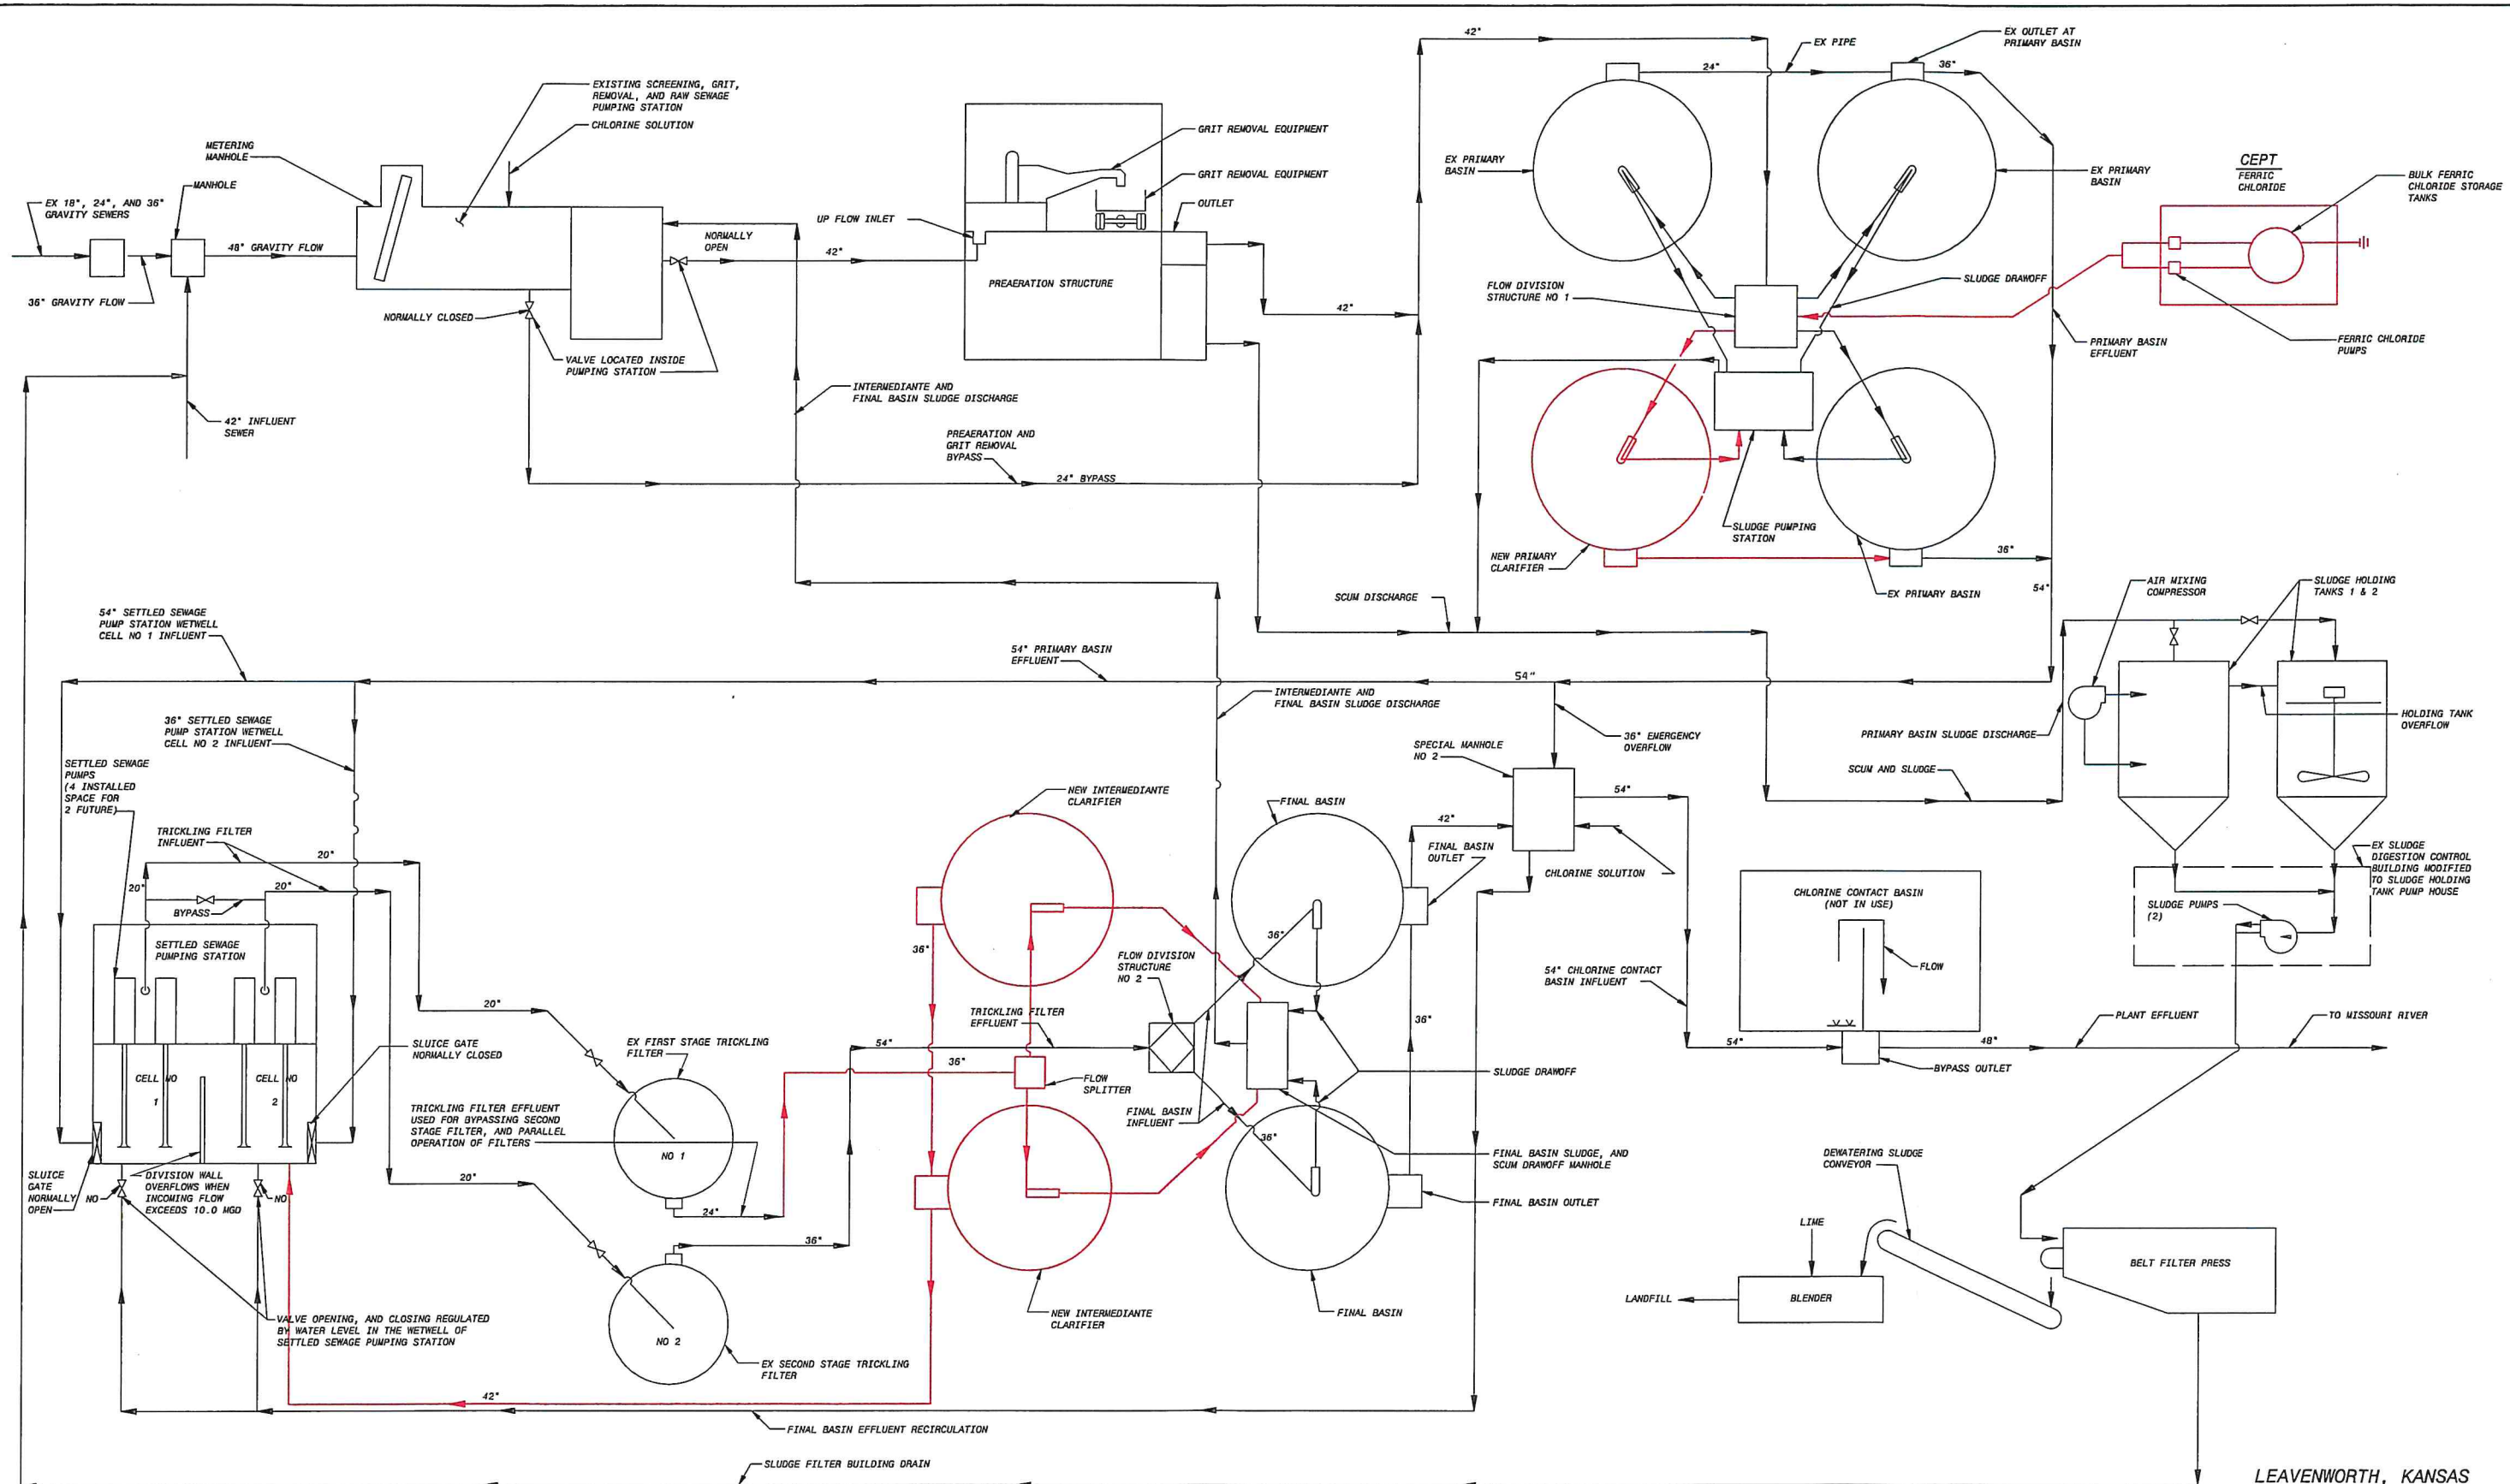 EXISTING SCREENING, GRIT,
REMOVAL, AND RAW SEWAGE
PUMPING STATION
CHLORINE SOLUTION
METERING
MANHOLE
MANHOLE
EX 18", 24", AND 36"
GRAVITY SEWERS
48" GRAVITY FLOW
36" GRAVITY FLOW
NORMALLY CLOSED
VALVE LOCATED INSIDE
PUMPING STATION
42" INFLUENT
SEWER
NORMALLY
OPEN
42"
UP FLOW INLET
GRIT REMOVAL EQUIPMENT
GRIT REMOVAL EQUIPMENT
OUTLET
PREAERATION STRUCTURE
42"
INTERMEDIANTE AND
FINAL BASIN SLUDGE DISCHARGE
PREAERATION AND
GRIT REMOVAL
BYPASS
24" BYPASS
42"
EX PIPE
EX OUTLET AT
PRIMARY BASIN
24"
36"
EX PRIMARY
BASIN
EX PRIMARY
BASIN
CEPT
FERRIC
CHLORIDE
BULK FERRIC
CHLORIDE STORAGE
TANKS
FLOW DIVISION
STRUCTURE NO 1
SLUDGE DRAWOFF
PRIMARY BASIN
EFFLUENT
FERRIC CHLORIDE
PUMPS
SLUDGE PUMPING
STATION
NEW PRIMARY
CLARIFIER
36"
EX PRIMARY BASIN
54"
SCUM DISCHARGE
AIR MIXING
COMPRESSOR
SLUDGE HOLDING
TANKS 1 & 2
54" SETTLED SEWAGE
PUMP STATION WETWELL
CELL NO 1 INFLUENT
54" PRIMARY BASIN
EFFLUENT
54"
INTERMEDIANTE AND
FINAL BASIN SLUDGE DISCHARGE
36" EMERGENCY
OVERFLOW
PRIMARY BASIN SLUDGE DISCHARGE
HOLDING TANK
OVERFLOW
36" SETTLED SEWAGE
PUMP STATION WETWELL
CELL NO 2 INFLUENT
SPECIAL MANHOLE
NO 2
SCUM AND SLUDGE
SETTLED SEWAGE
PUMPS
(4 INSTALLED
SPACE FOR
2 FUTURE)
NEW INTERMEDIANTE
CLARIFIER
FINAL BASIN
54"
42"
TRICKLING FILTER
INFLUENT
20"
20"
20"
BYPASS
FINAL BASIN
OUTLET
CHLORINE SOLUTION
CHLORINE CONTACT BASIN
(NOT IN USE)
EX SLUDGE
DIGESTION CONTROL
BUILDING MODIFIED
TO SLUDGE HOLDING
TANK PUMP HOUSE
SLUDGE PUMPS
(2)
SETTLED SEWAGE
PUMPING STATION
36"
36"
FLOW DIVISION
STRUCTURE
NO 2
54" CHLORINE CONTACT
BASIN INFLUENT
FLOW
20"
TRICKLING FILTER
EFFLUENT
36"
PLANT EFFLUENT
TO MISSOURI RIVER
SLUICE GATE
NORMALLY CLOSED
EX FIRST STAGE TRICKLING
FILTER
54"
54"
48"
36"
FLOW
SPLITTER
SLUDGE DRAWOFF
BYPASS OUTLET
CELL NO
1
CELL NO
2
TRICKLING FILTER EFFLUENT
USED FOR BYPASSING SECOND
STAGE FILTER, AND PARALLEL
OPERATION OF FILTERS
NO 1
FINAL BASIN
INFLUENT
36"
FINAL BASIN SLUDGE, AND
SCUM DRAWOFF MANHOLE
DEWATERING SLUDGE
CONVEYOR
SLUICE
GATE
NORMALLY
OPEN
NO
DIVISION WALL
OVERFLOWS WHEN
INCOMING FLOW
EXCEEDS 10.0 MGD
NO
20"
24"
FINAL BASIN OUTLET
36"
LIME
BELT FILTER PRESS
VALVE OPENING, AND CLOSING REGULATED
BY WATER LEVEL IN THE WETWELL OF
SETTLED SEWAGE PUMPING STATION
NO 2
NEW INTERMEDIANTE
CLARIFIER
FINAL BASIN
LANDFILL
BLENDER
EX SECOND STAGE TRICKLING
FILTER
42"
FINAL BASIN EFFLUENT RECIRCULATION
SLUDGE FILTER BUILDING DRAIN
LEAVENWORTH, KANSAS